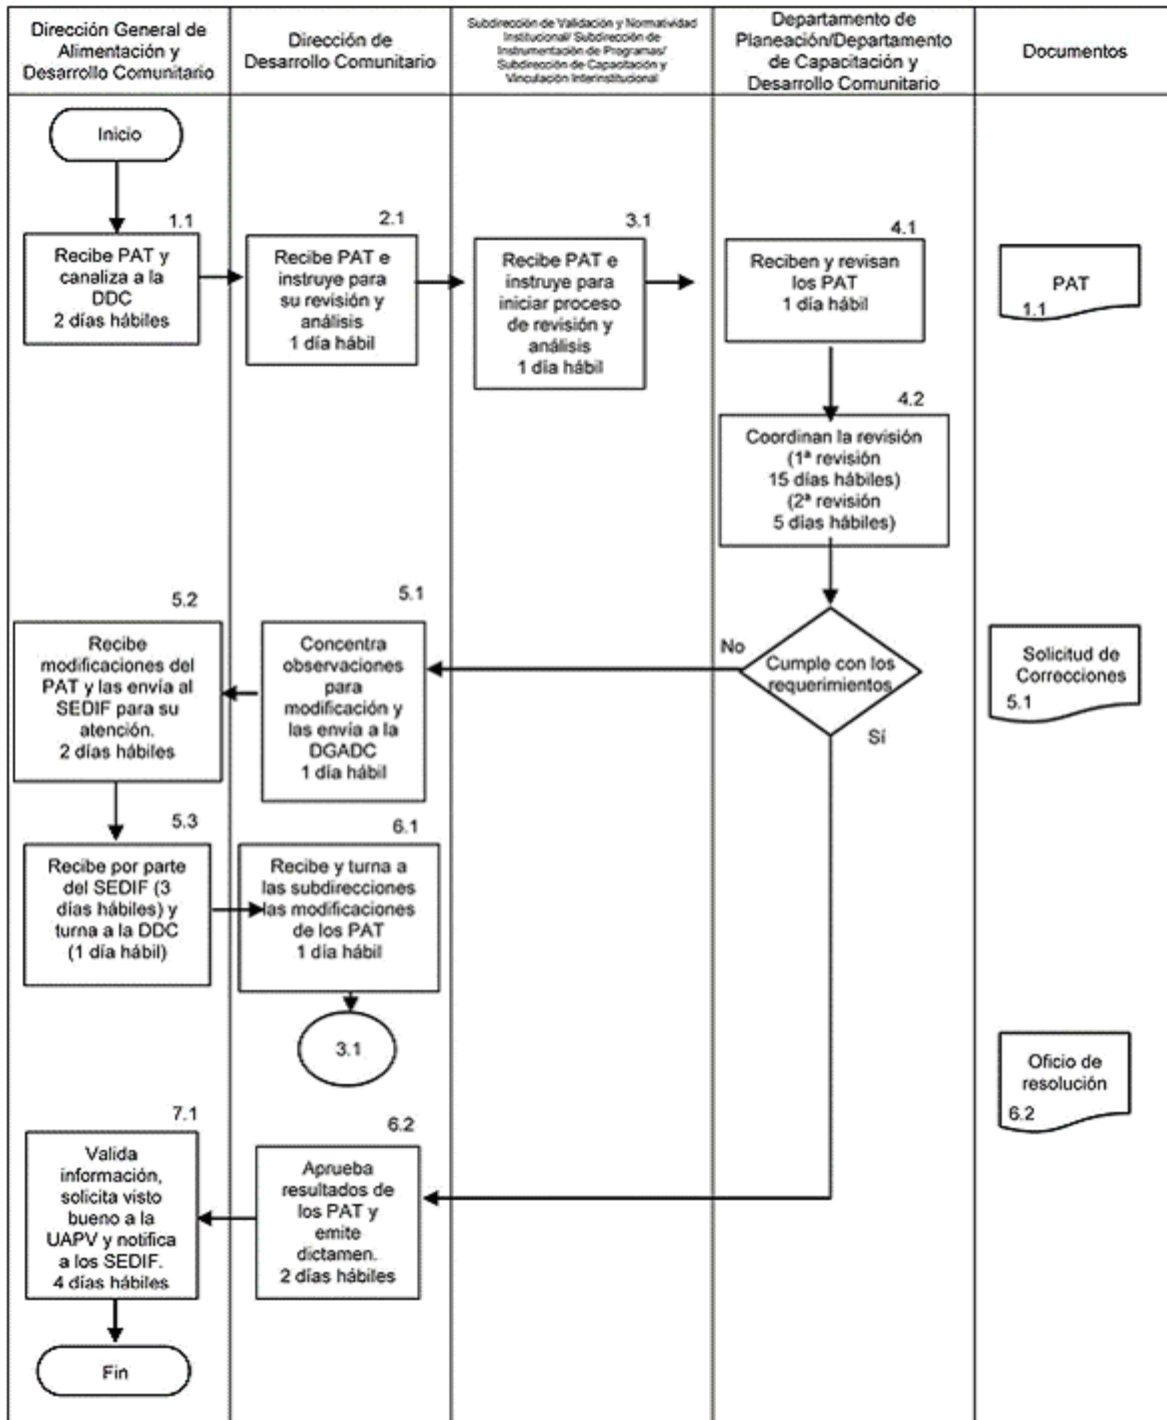 Dirección General de
Alimentación y
Desarrollo Comunitario
Dirección de
Desarrollo Comunitario
Subdirección de Validación y Normatividad
Institucional/ Subdirección de
Instrumentación de Programas/
Subdirección de Capacitación y
Vinculación Interinstitucional
Departamento de
Planeación/Departamento
de Capacitación y
Desarrollo Comunitario
Documentos
Inicio
1.1
Recibe PAT y
canaliza a la
DDC
2 días hábiles
2.1
Recibe PAT e
instruye para
su revisión y
análisis
1 día hábil
3.1
Recibe PAT e
instruye para
iniciar proceso
de revisión y
análisis
1 día hábil
4.1
Reciben y revisan
los PAT
1 día hábil
PAT
1.1
4.2
Coordinan la revisión
(1ª revisión
15 días hábiles)
(2ª revisión
5 días hábiles)
Cumple con los
requerimientos
No
Sí
5.1
Concentra
observaciones
para
modificación y
las envía a la
DGADC
1 día hábil
5.2
Recibe
modificaciones del
PAT y las envía al
SEDIF para su
atención.
2 días hábiles
Solicitud de
Correcciones
5.1
5.3
Recibe por parte
del SEDIF (3
días hábiles) y
turna a la DDC
(1 día hábil)
6.1
Recibe y turna a
las subdirecciones
las modificaciones
de los PAT
1 día hábil
3.1
Oficio de
resolución
6.2
6.2
Aprueba
resultados de
los PAT y
emite
dictamen.
2 días hábiles
7.1
Valida
información,
solicita visto
bueno a la
UAPV y notifica
a los SEDIF.
4 días hábiles
Fin